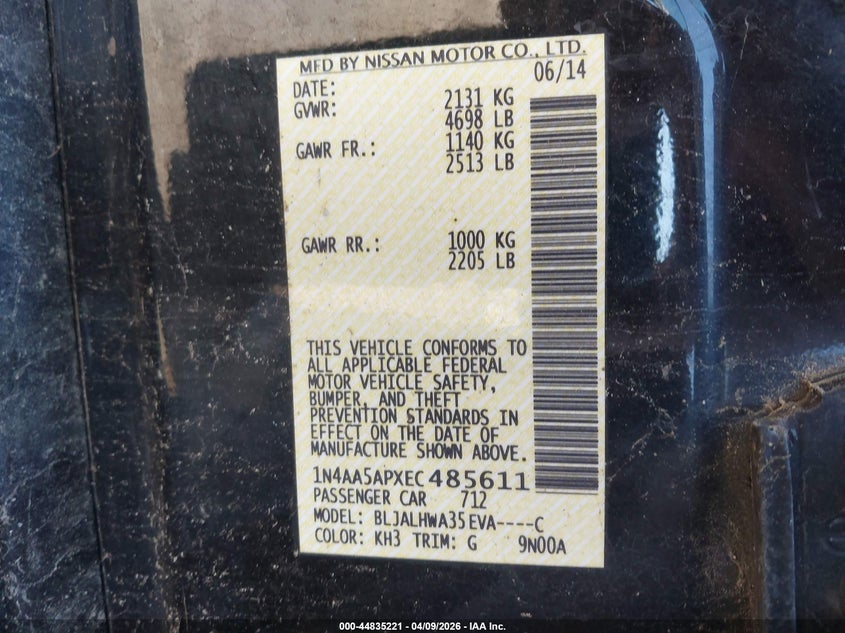 MFD BY NISSAN MOTOR CO., LTD.
DATE: 06/14
GVWR: 2131 KG
4698 LB
GAWR FR.: 1140 KG
2513 LB
GAWR RR.: 1000 KG
2205 LB
THIS VEHICLE CONFORMS TO
ALL APPLICABLE FEDERAL
MOTOR VEHICLE SAFETY,
BUMPER, AND THEFT
PREVENTION STANDARDS IN
EFFECT ON THE DATE OF
MANUFACTURE SHOWN ABOVE.
1N4AA5APXEC485611
PASSENGER CAR 712
MODEL: BLJALHWA35EVA----C
COLOR: KH3 TRIM: G 9N00A
000-44835221 - 04/09/2026 - IAA Inc.